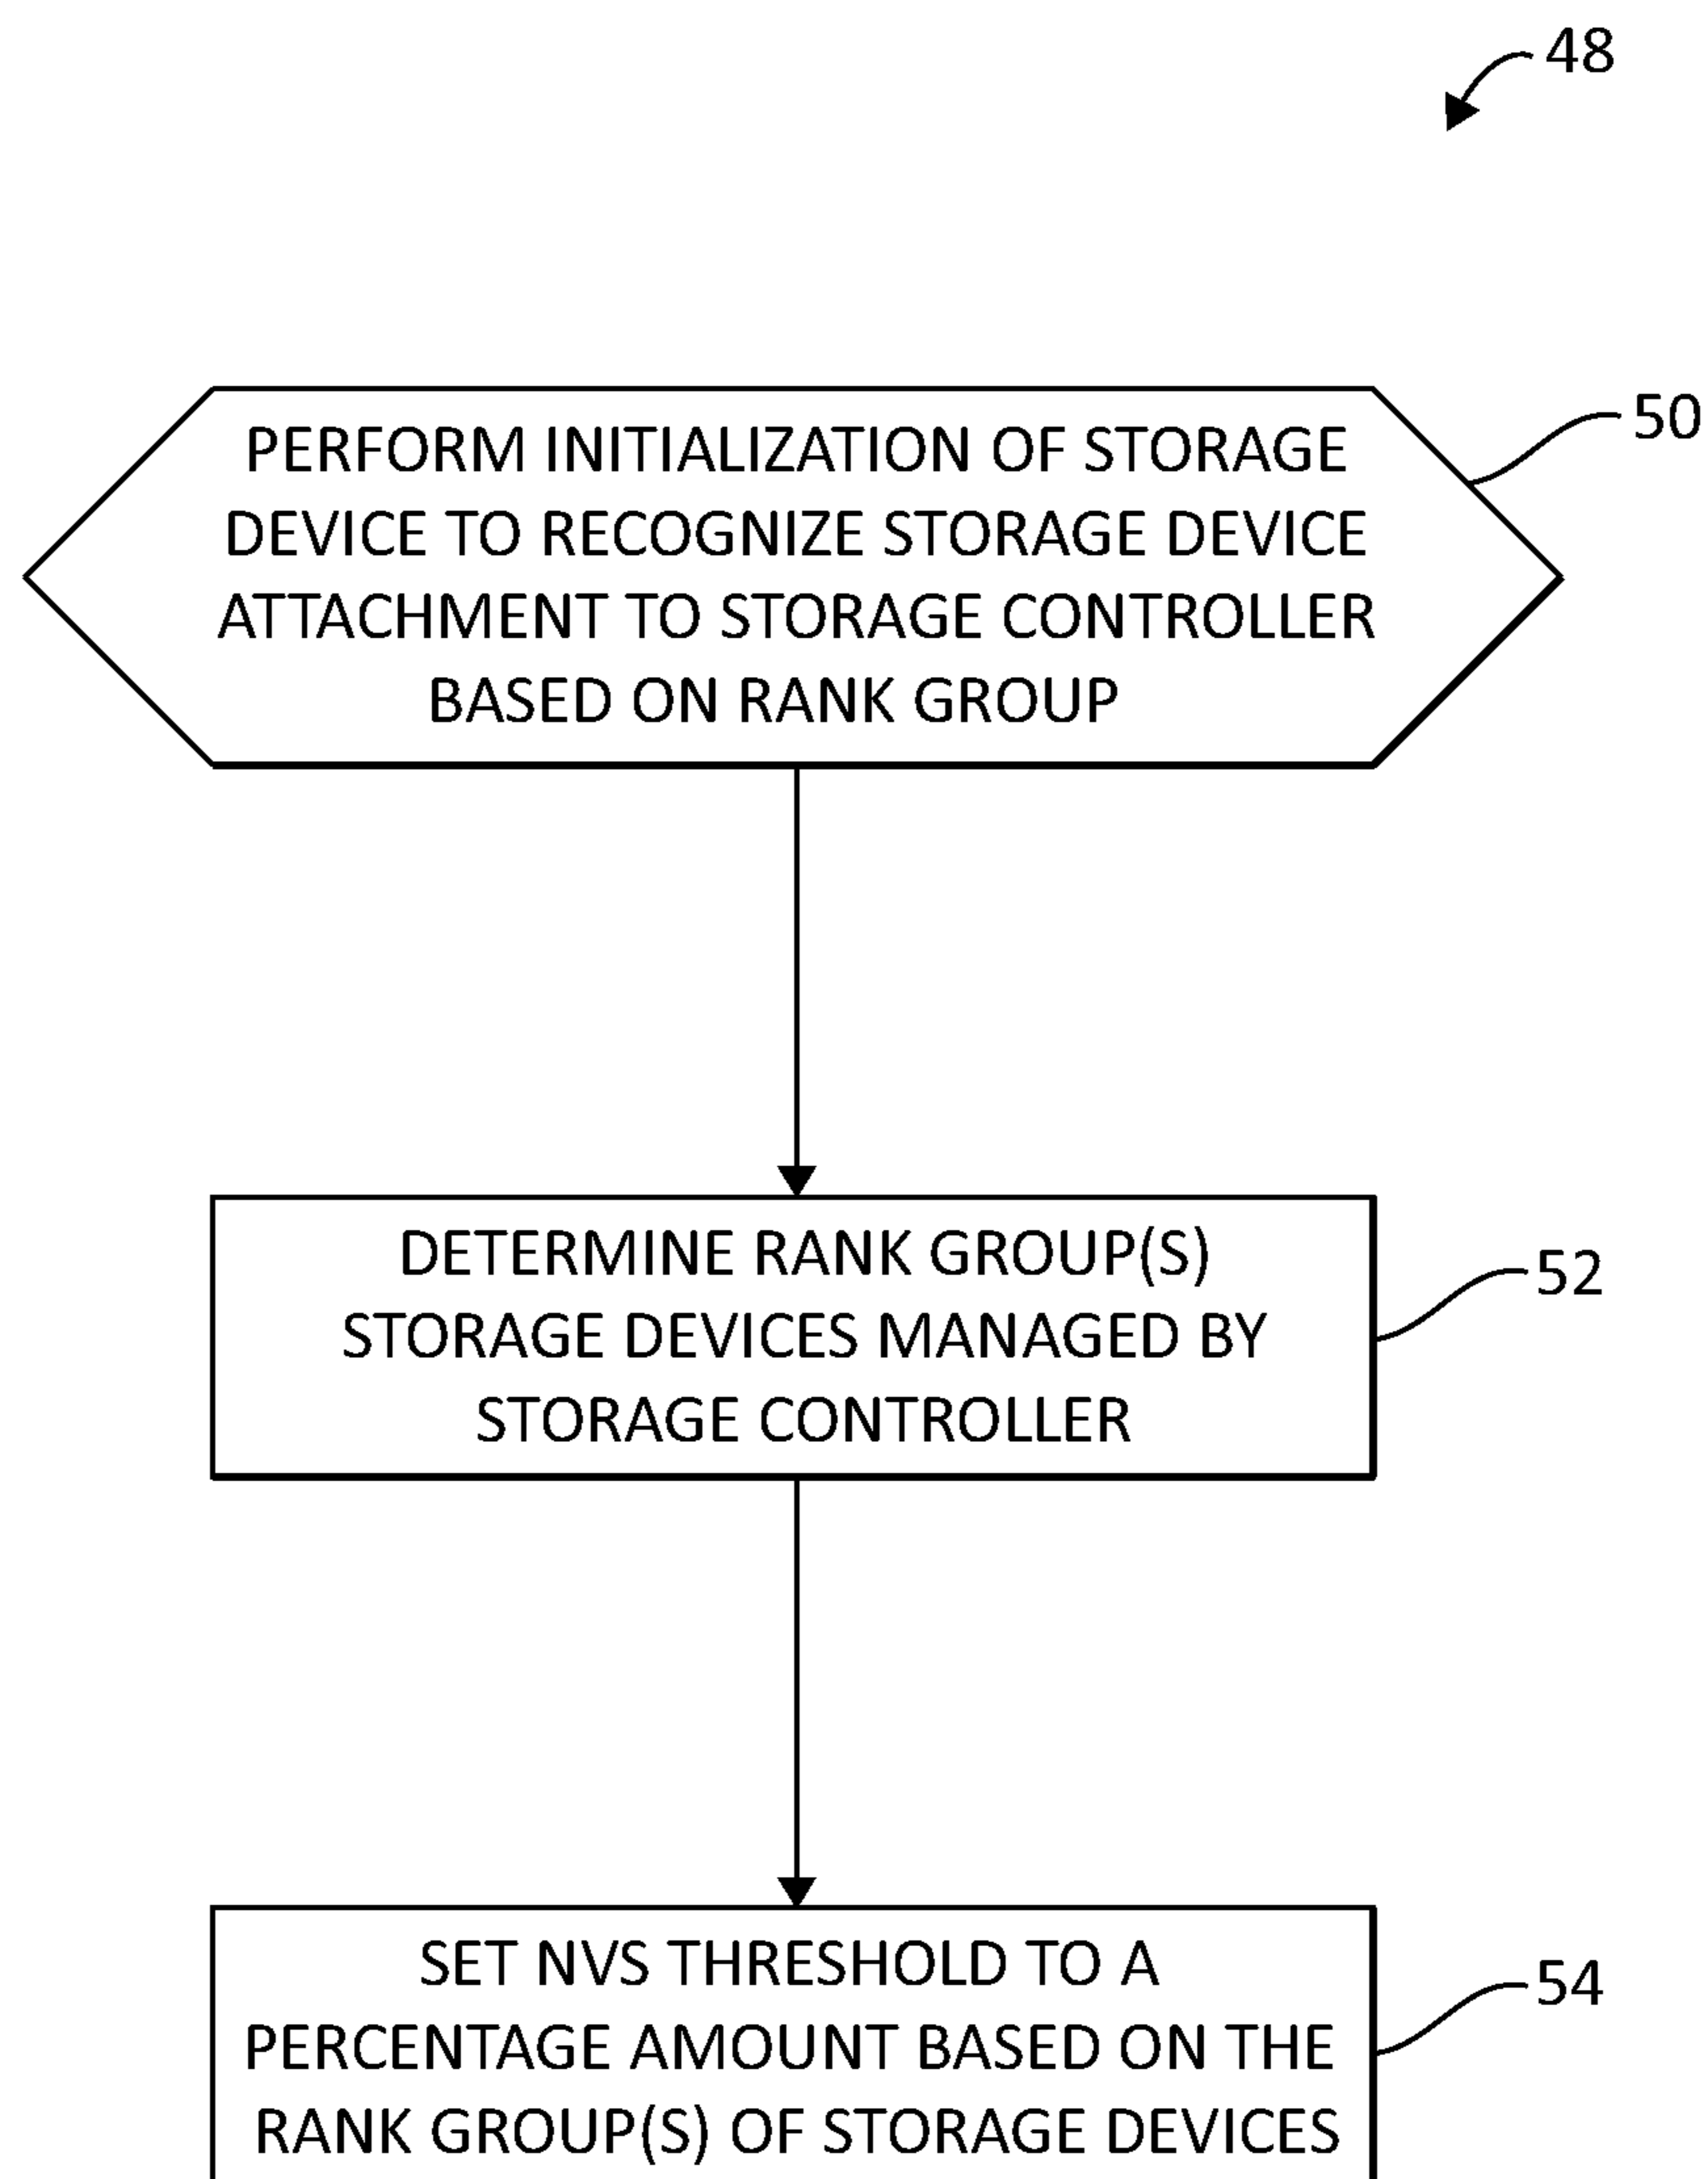 48
PERFORM INITIALIZATION OF STORAGE
DEVICE TO RECOGNIZE STORAGE DEVICE
ATTACHMENT TO STORAGE CONTROLLER
BASED ON RANK GROUP
50
DETERMINE RANK GROUP(S)
STORAGE DEVICES MANAGED BY
STORAGE CONTROLLER
52
SET NVS THRESHOLD TO A
PERCENTAGE AMOUNT BASED ON THE
RANK GROUP(S) OF STORAGE DEVICES
54